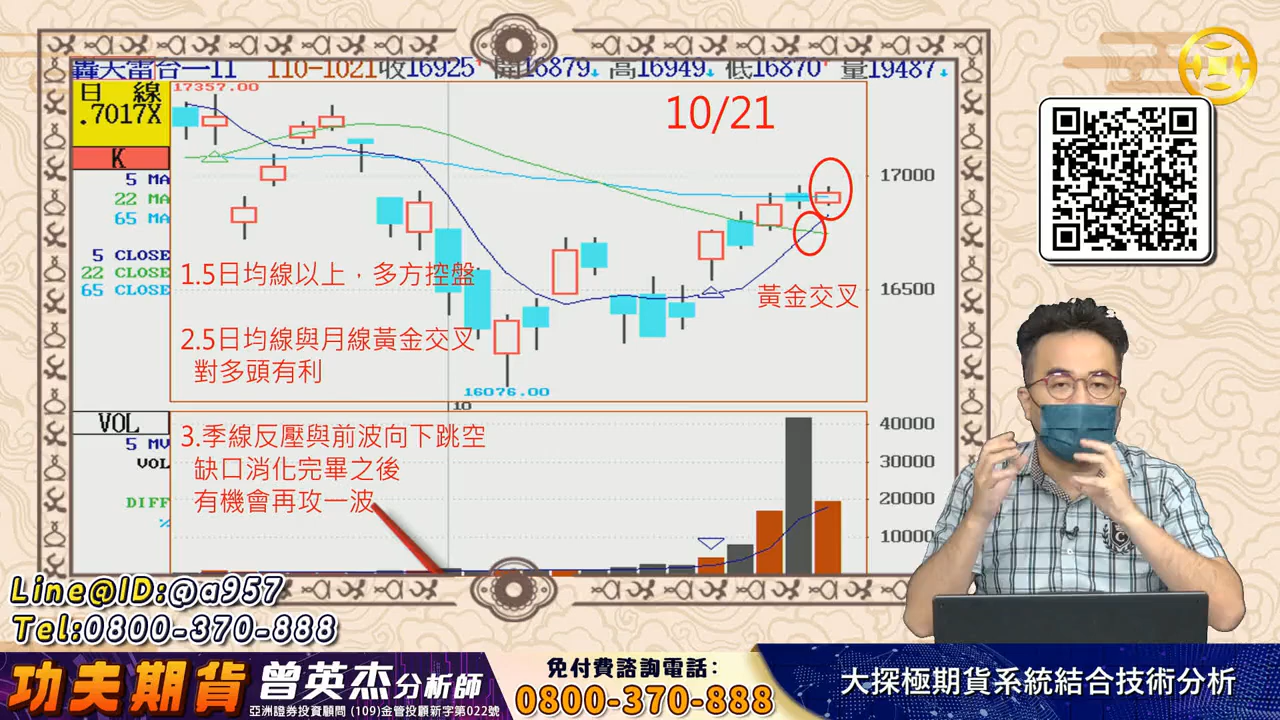 轟天雷台一11 110-1021收16925 開16879 高16949 低16870 量19487
日線
.7017X
17357.00
10/21
K
5 MA
22 MA
65 MA
5 CLOSE
22 CLOSE
65 CLOSE
17000
16500
1.5日均線以上，多方控盤
黃金交叉
2.5日均線與月線黃金交叉
對多頭有利
16076.00
10
VOL
5 MV
VOL
DIFF
%
40000
30000
20000
10000
3.季線反壓與前波向下跳空
缺口消化完畢之後
有機會再攻一波
Line@ID:@a957
Tel:0800-370-888
功夫期貨 曾英杰分析師
亞洲證券投資顧問 (109)金管投顧新字第022號
免付費諮詢電話:
0800-370-888
大探極期貨系統結合技術分析